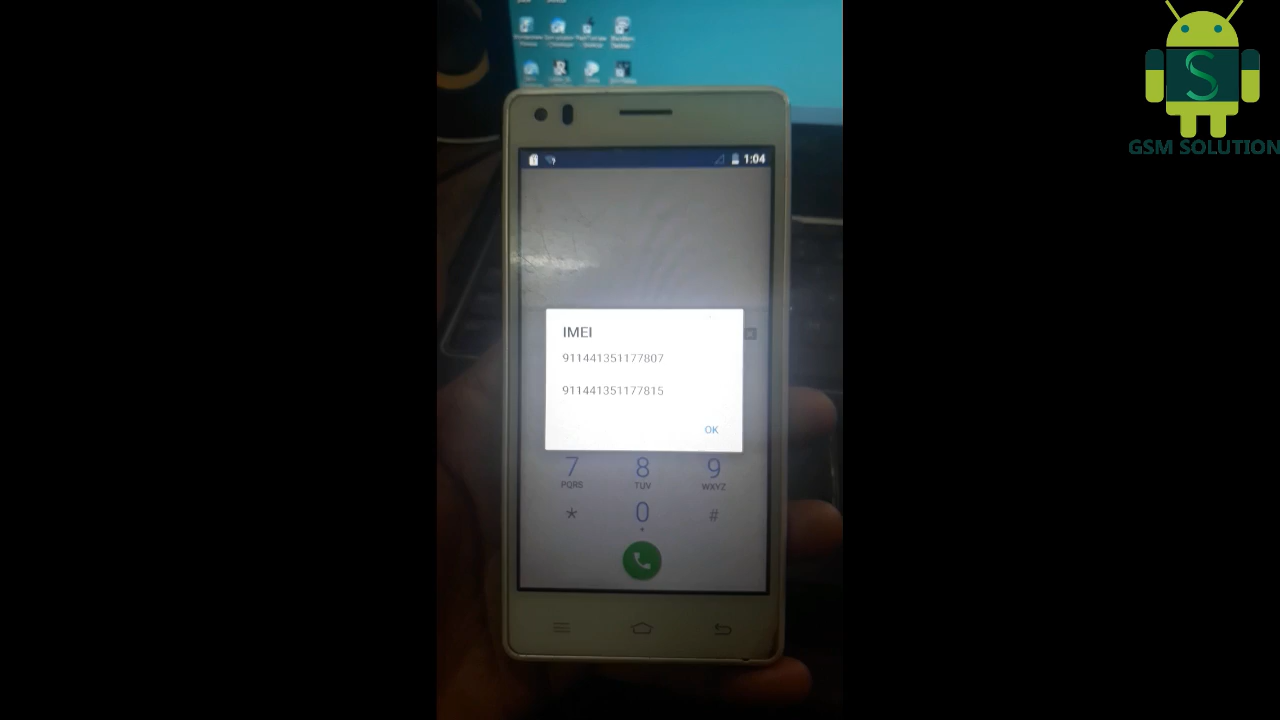 GSM SOLUTION
S
1:04
IMEI
911441351177807
911441351177815
OK
7 8 9
PQRS TUV WXYZ
* 0 #